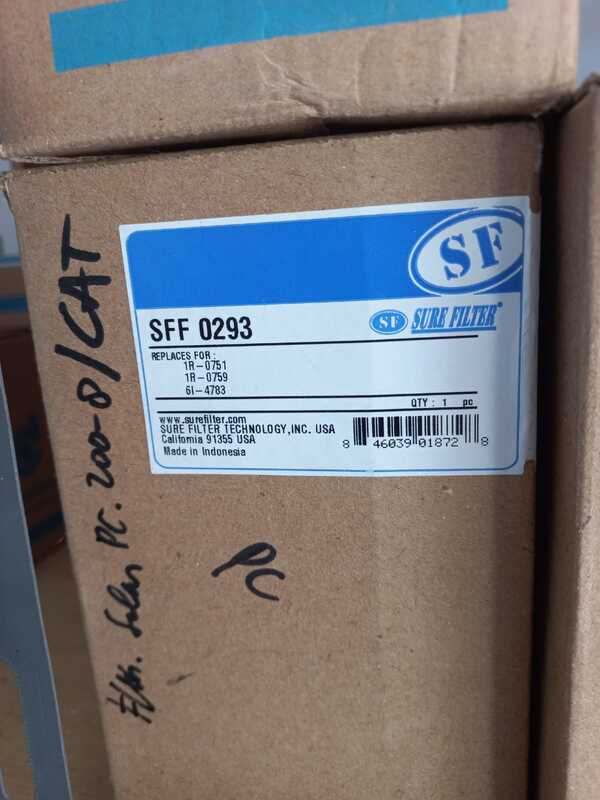 SF
SFF 0293
SF SURE FILTER®
REPLACES FOR :
1R-0751
1R-0759
6I-4783
QTY : 1 pc
www.surefilter.com
SURE FILTER TECHNOLOGY,INC. USA
California 91355 USA
Made in Indonesia
8 46039 01872 8
PC. 200-8/CAT